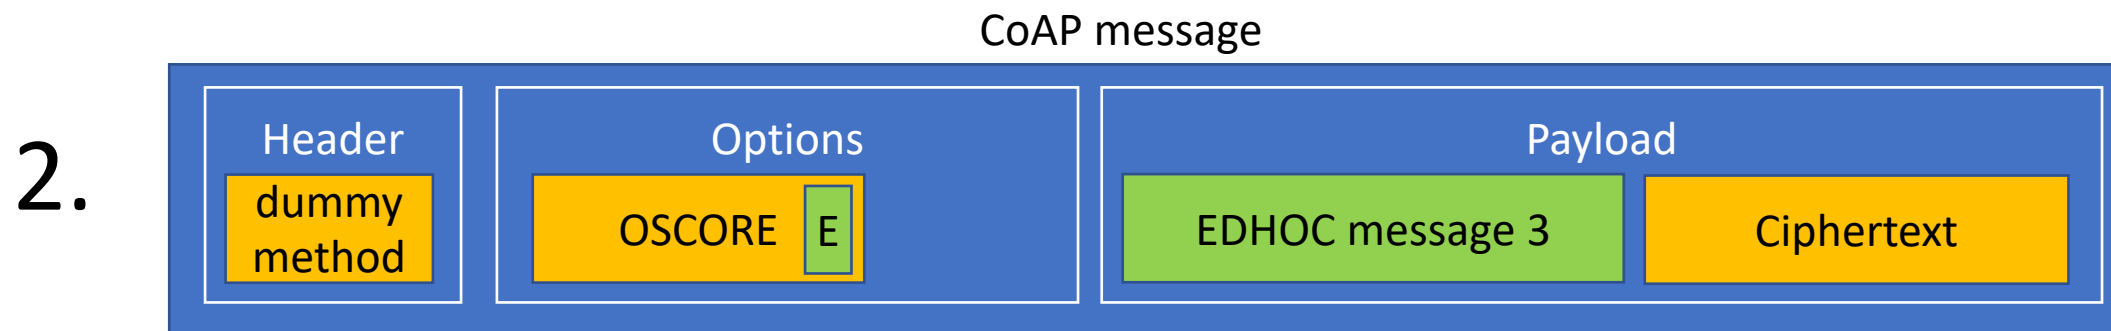 CoAP message
2.
Header
Options
Payload
dummy
method
OSCORE
E
EDHOC message 3
Ciphertext